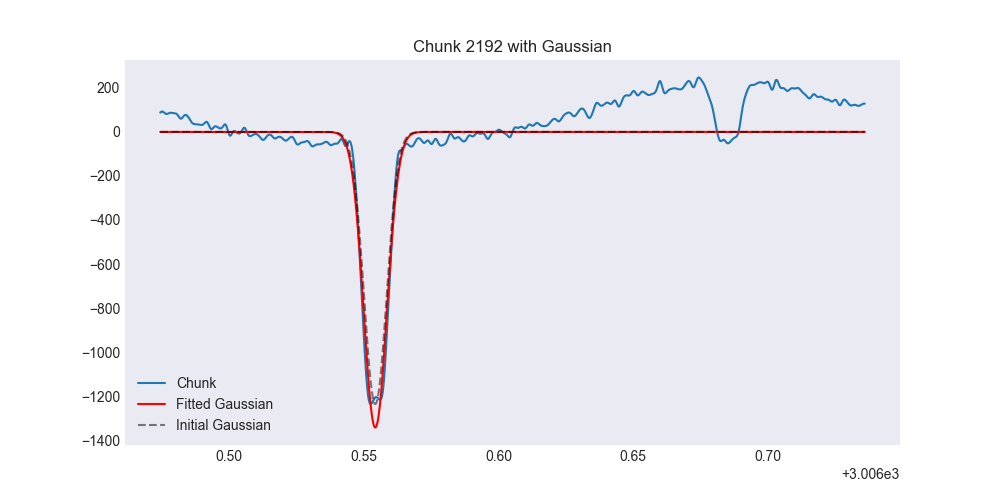 Chunk 2192 with Gaussian
200
0
−200
−400
−600
−800
−1000
−1200
−1400
Chunk
Fitted Gaussian
Initial Gaussian
0.50 0.55 0.60 0.65 0.70
+3.006e3